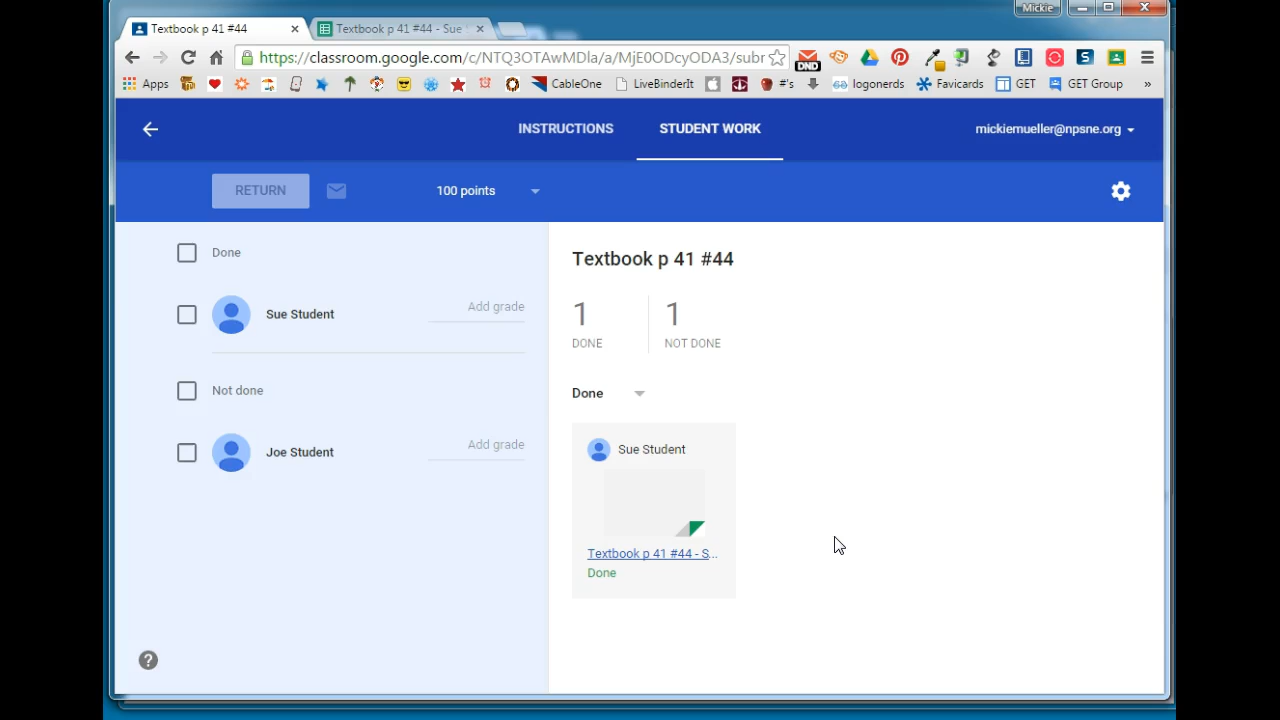 Mickie
Textbook p 41 #44
Textbook p 41 #44 - Sue
https://classroom.google.com/c/NTQ3OTAwMDla/a/MjE0ODcyODA3/subr
DND
Apps
CableOne
LiveBinderIt
#'s
logonerds
Favicards
GET
GET Group
»
INSTRUCTIONS
STUDENT WORK
mickiemueller@npsne.org
RETURN
100 points
Done
Sue Student
Add grade
Not done
Joe Student
Add grade
Textbook p 41 #44
1
DONE
1
NOT DONE
Done
Sue Student
Textbook p 41 #44 - S...
Done
?